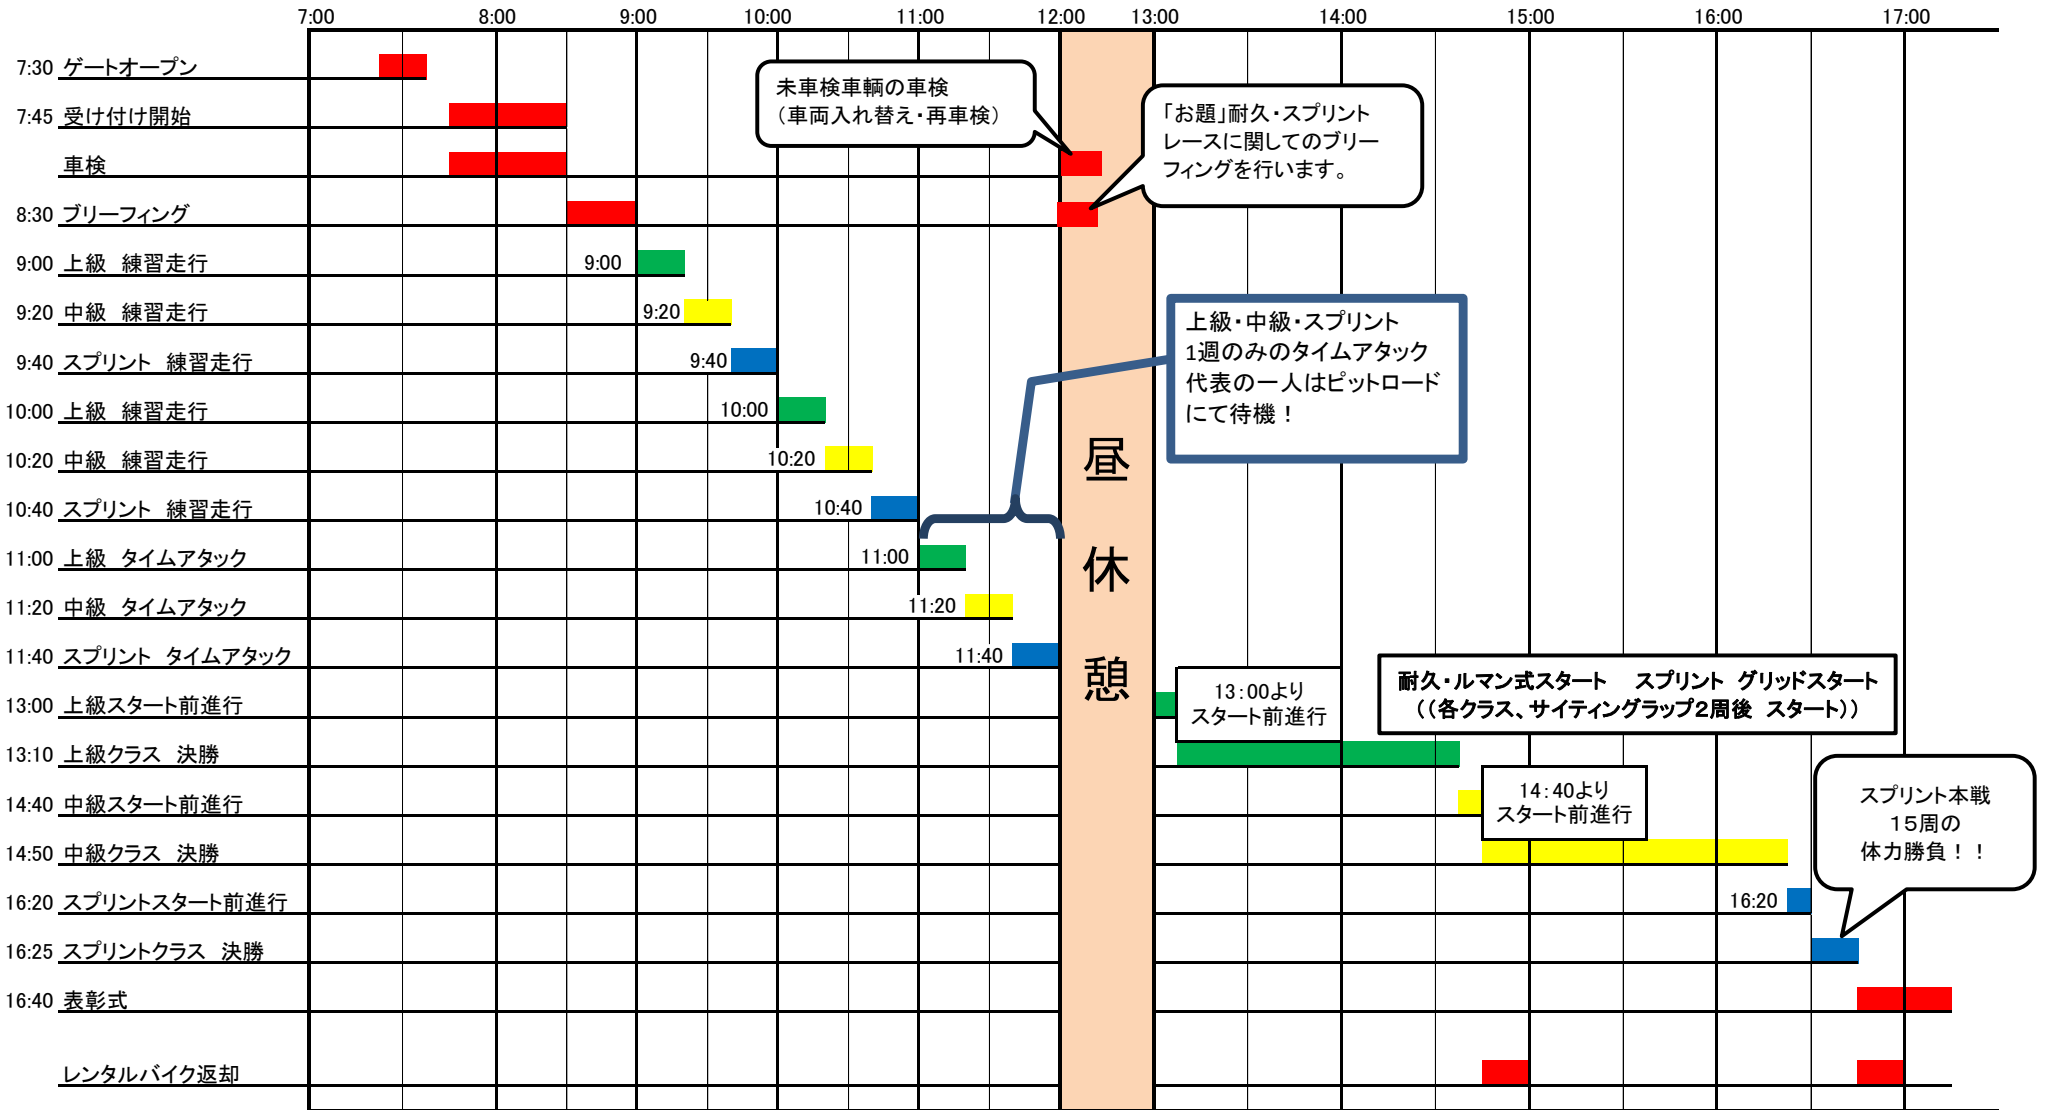 7:00 8:00 9:00 10:00 11:00 12:00 13:00 14:00 15:00 16:00 17:00
7:30 ゲートオープン
未車検車輌の車検
（車両入れ替え・再車検）
「お題」耐久・スプリント
レースに関してのブリー
フィングを行います。
7:45 受け付け開始
車検
8:30 ブリーフィング
9:00 上級 練習走行 9:00
9:20 中級 練習走行 9:20
上級・中級・スプリント
1週のみのタイムアタック
代表の一人はピットロード
にて待機！
9:40 スプリント 練習走行 9:40
10:00 上級 練習走行 10:00
10:20 中級 練習走行 10:20
10:40 スプリント 練習走行 10:40
昼
休
憩
11:00 上級 タイムアタック 11:00
11:20 中級 タイムアタック 11:20
11:40 スプリント タイムアタック 11:40
13:00 上級スタート前進行
13：00より
スタート前進行
耐久・ルマン式スタート スプリント グリッドスタート
（（各クラス、サイティングラップ２周後 スタート））
13:10 上級クラス 決勝
14:40 中級スタート前進行
14：40より
スタート前進行
スプリント本戦
１５周の
体力勝負！！
14:50 中級クラス 決勝
16:20 スプリントスタート前進行 16:20
16:25 スプリントクラス 決勝
16:40 表彰式
レンタルバイク返却